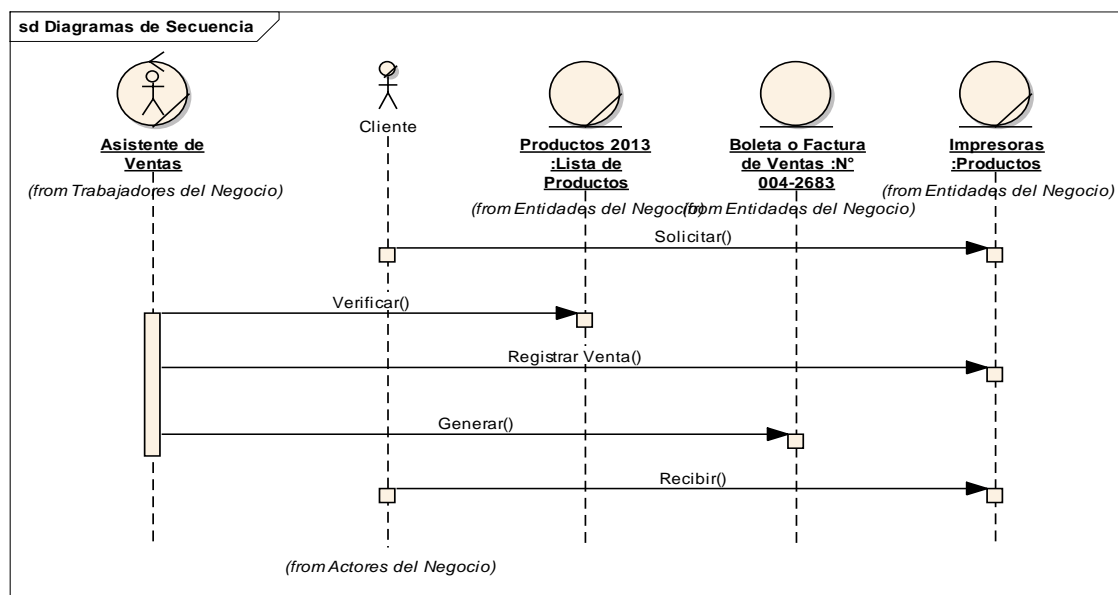 sd Diagramas de Secuencia
Asistente de
Ventas
(from Trabajadores del Negocio)
Cliente
Productos 2013
:Lista de
Productos
(from Entidades del Negocio)
Boleta o Factura
de Ventas :N°
004-2683
(from Entidades del Negocio)
Impresoras
:Productos
(from Entidades del Negocio)
Solicitar()
Verificar()
Registrar Venta()
Generar()
Recibir()
(from Actores del Negocio)